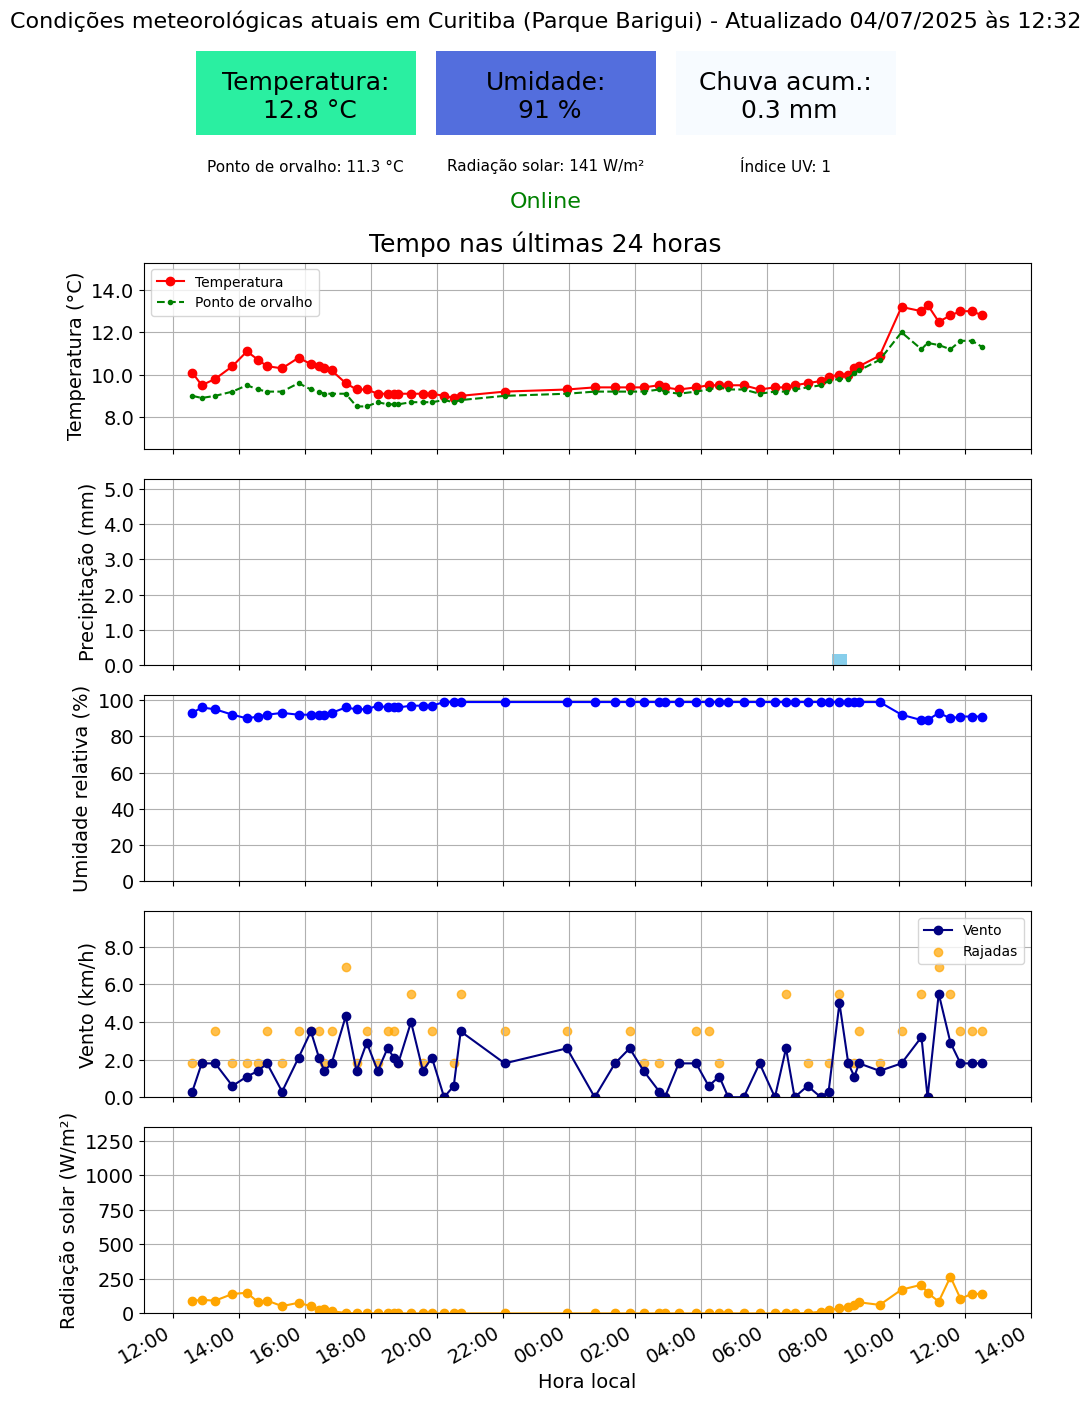 Condições meteorológicas atuais em Curitiba (Parque Barigui) - Atualizado 04/07/2025 às 12:32
Temperatura:
12.8 °C
Umidade:
91 %
Chuva acum.:
0.3 mm
Ponto de orvalho: 11.3 °C
Radiação solar: 141 W/m²
Índice UV: 1
Online
Tempo nas últimas 24 horas
Temperatura (°C)
14.0
12.0
10.0
8.0
Temperatura
Ponto de orvalho
Precipitação (mm)
5.0
4.0
3.0
2.0
1.0
0.0
Umidade relativa (%)
100
80
60
40
20
0
Vento (km/h)
8.0
6.0
4.0
2.0
0.0
Vento
Rajadas
Radiação solar (W/m²)
1250
1000
750
500
250
0
12:00
14:00
16:00
18:00
20:00
22:00
00:00
02:00
04:00
06:00
08:00
10:00
12:00
14:00
Hora local